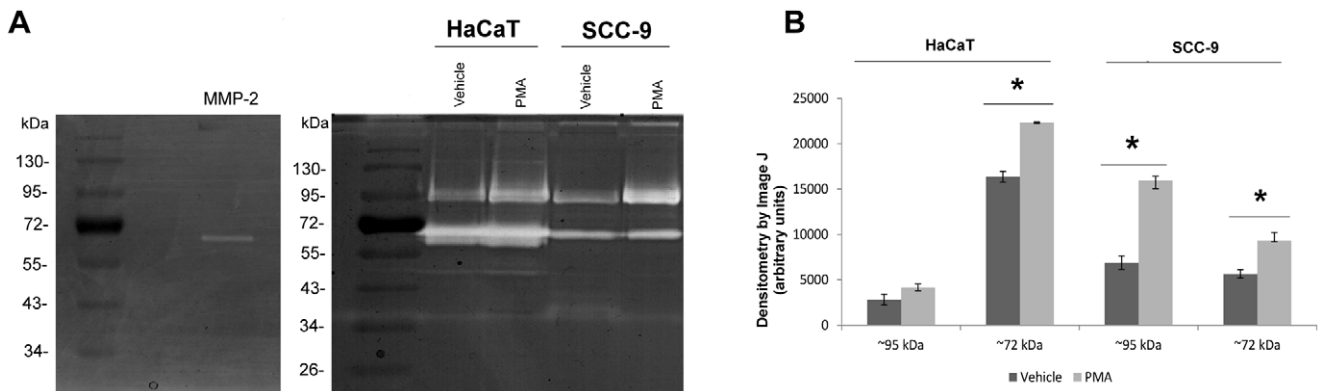 A
MMP-2
kDa
130-
95-
72-
55-
43-
34-
HaCaT
SCC-9
Vehicle
PMA
Vehicle
PMA
kDa
130-
95-
72-
55-
43-
34-
26-
B
HaCaT
SCC-9
Densitometry by Image J
(arbitrary units)
25000
20000
15000
10000
5000
0
*
*
*
~95 kDa
~72 kDa
~95 kDa
~72 kDa
Vehicle
PMA